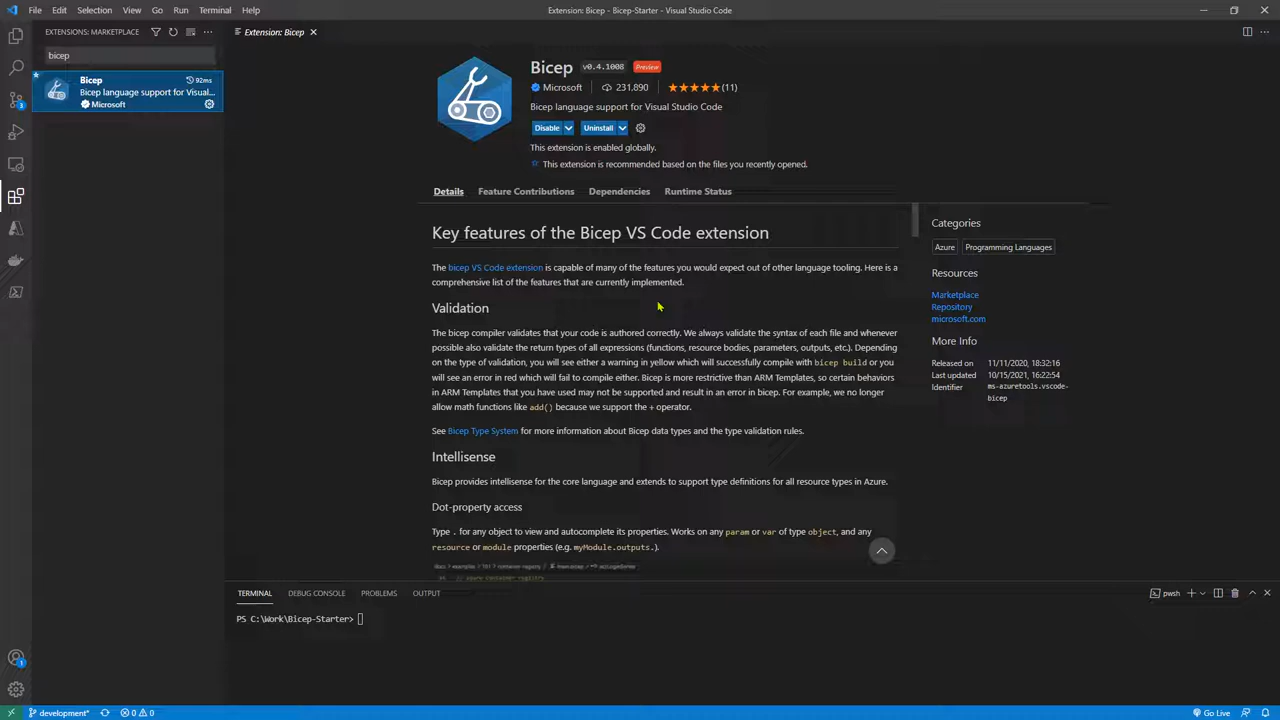 File Edit Selection View Go Run Terminal Help
Extension: Bicep - Bicep-Starter - Visual Studio Code
EXTENSIONS: MARKETPLACE
bicep
Bicep 92ms
Bicep language support for Visual...
Microsoft
Extension: Bicep
Bicep v0.4.1008 Preview
Microsoft 231,890 (11)
Bicep language support for Visual Studio Code
Disable Uninstall
This extension is enabled globally.
This extension is recommended based on the files you recently opened.
Details Feature Contributions Dependencies Runtime Status
Key features of the Bicep VS Code extension
The bicep VS Code extension is capable of many of the features you would expect out of other language tooling. Here is a
comprehensive list of the features that are currently implemented.
Validation
The bicep compiler validates that your code is authored correctly. We always validate the syntax of each file and whenever
possible also validate the return types of all expressions (functions, resource bodies, parameters, outputs, etc.). Depending
on the type of validation, you will see either a warning in yellow which will successfully compile with bicep build or you
will see an error in red which will fail to compile either. Bicep is more restrictive than ARM Templates, so certain behaviors
in ARM Templates that you have used may not be supported and result in an error in bicep. For example, we no longer
allow math functions like add() because we support the + operator.
See Bicep Type System for more information about Bicep data types and the type validation rules.
Intellisense
Bicep provides intellisense for the core language and extends to support type definitions for all resource types in Azure.
Dot-property access
Type . for any object to view and autocomplete its properties. Works on any param or var of type object, and any
resource or module properties (e.g. myModule.outputs.).
Categories
Azure Programming Languages
Resources
Marketplace
Repository
microsoft.com
More Info
Released on 11/11/2020, 18:32:16
Last updated 10/15/2021, 16:22:54
Identifier ms-azuretools.vscode-
bicep
3
TERMINAL DEBUG CONSOLE PROBLEMS OUTPUT
pwsh
PS C:\Work\Bicep-Starter>
1
development* 0 0
Go Live